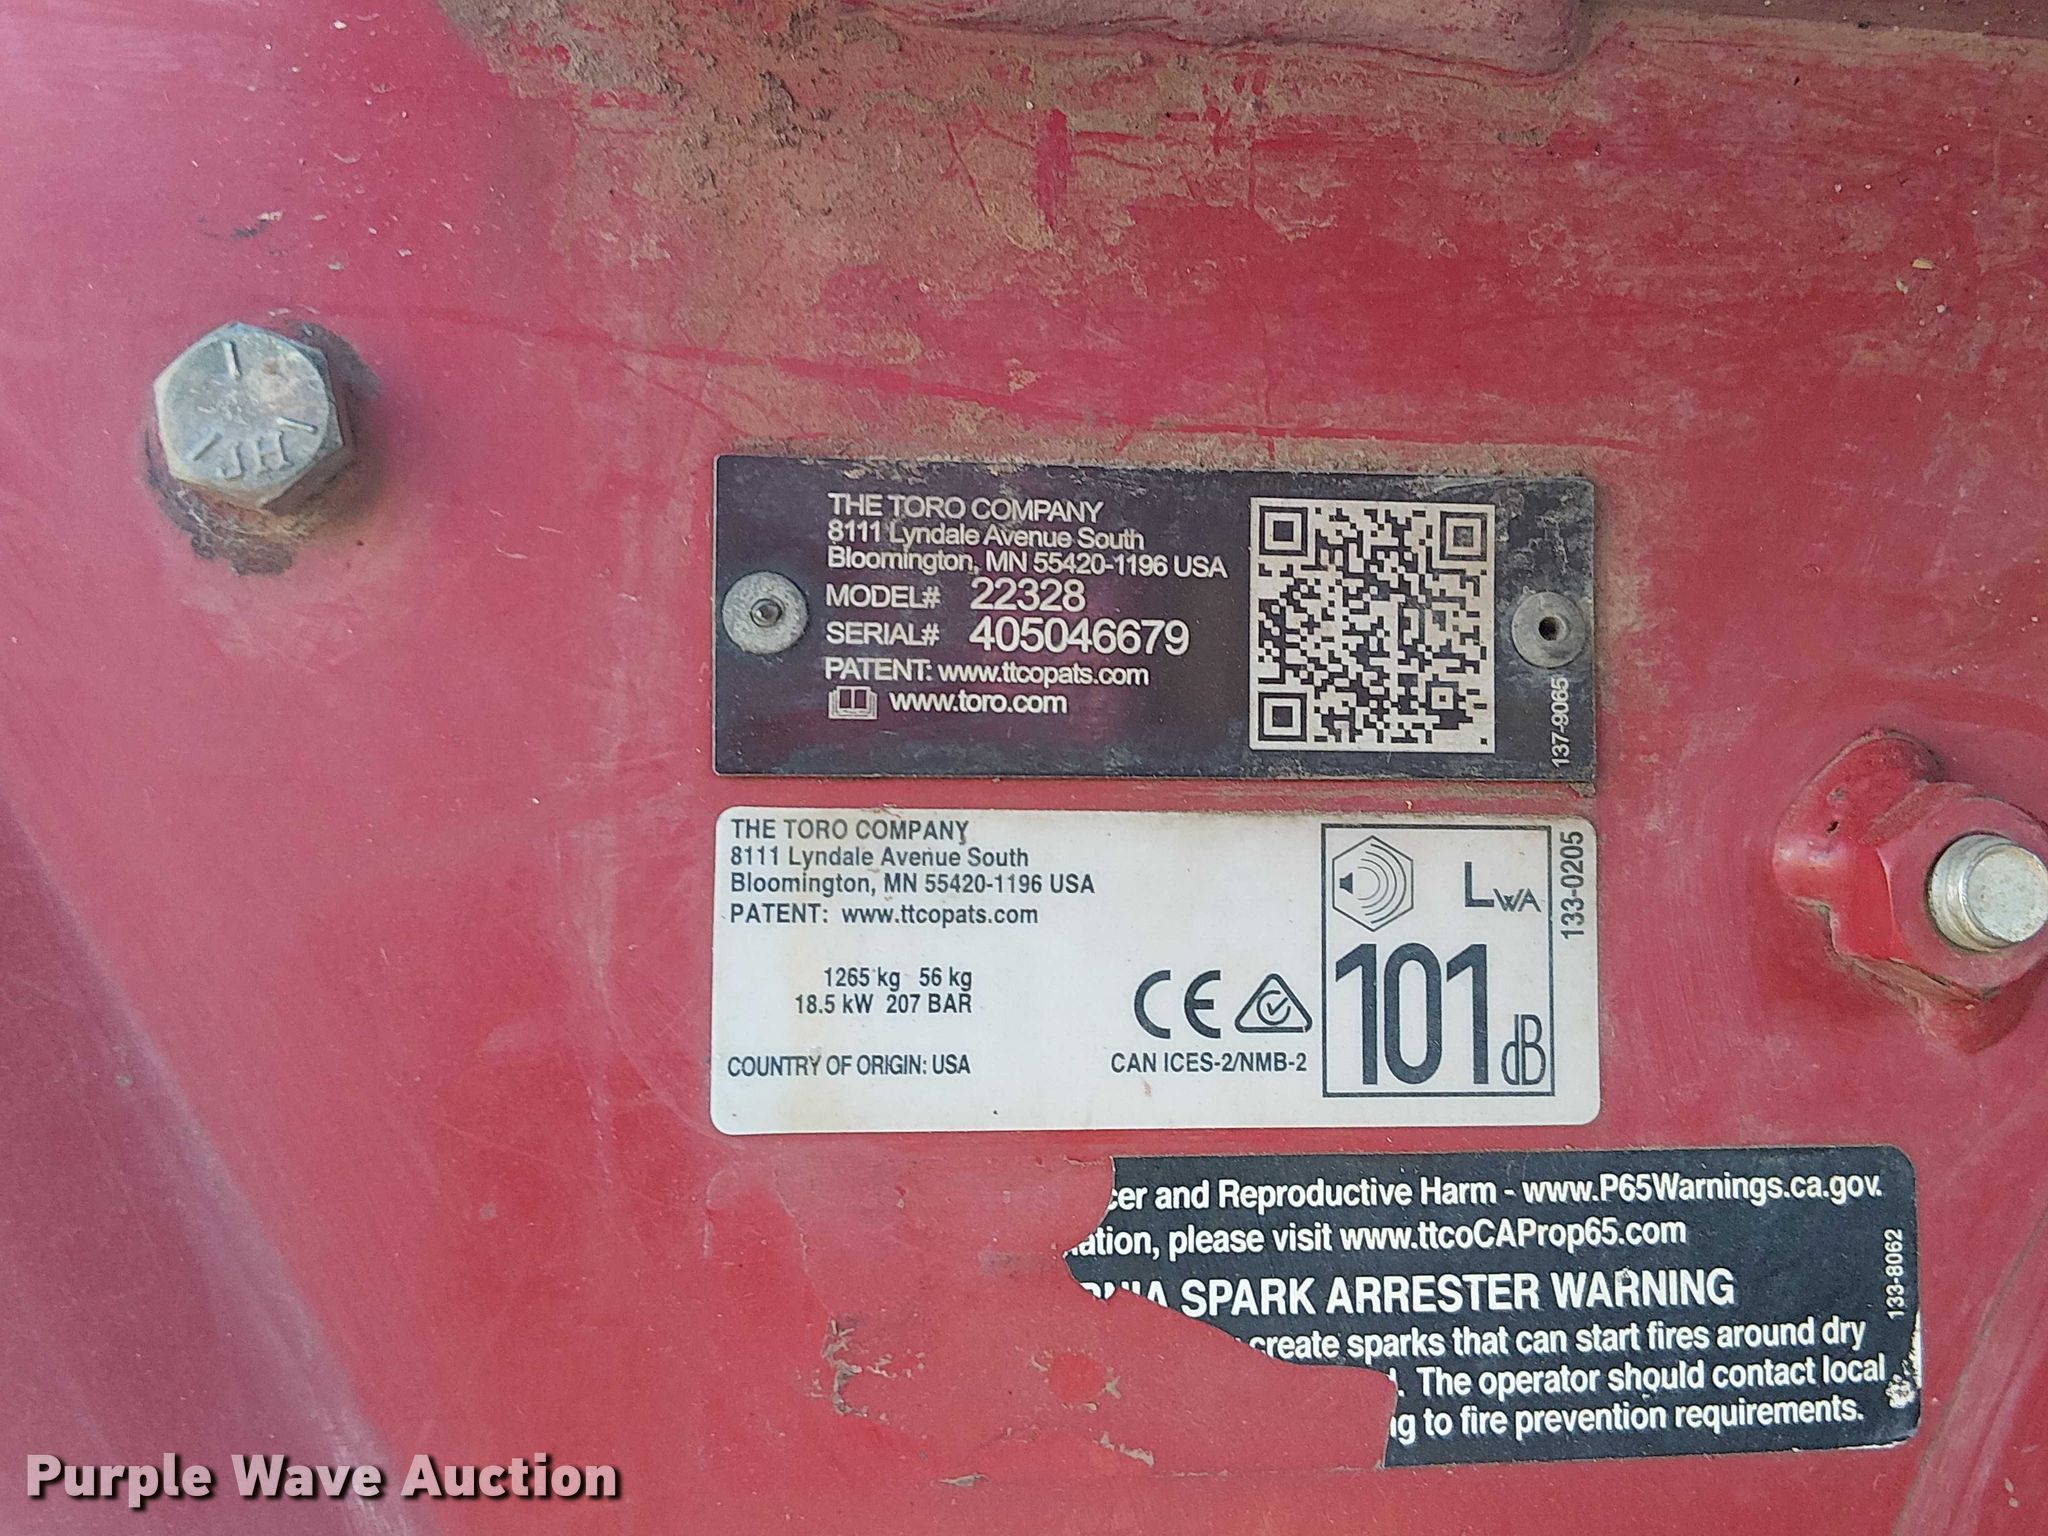 JH
THE TORO COMPANY
8111 Lyndale Avenue South
Bloomington, MN 55420-1196 USA
MODEL# 22328
SERIAL# 405046679
PATENT: www.ttcopats.com
www.toro.com
137-9065
THE TORO COMPANY
8111 Lyndale Avenue South
Bloomington, MN 55420-1196 USA
PATENT: www.ttcopats.com
1265 kg 56 kg
18.5 kW 207 BAR
COUNTRY OF ORIGIN: USA
CE
CAN ICES-2/NMB-2
LWA
101 dB
133-0205
cer and Reproductive Harm - www.P65Warnings.ca.gov.
ation, please visit www.ttcoCAProp65.com
RNIA SPARK ARRESTER WARNING
create sparks that can start fires around dry
. The operator should contact local
ng to fire prevention requirements.
133-8062
Purple Wave Auction